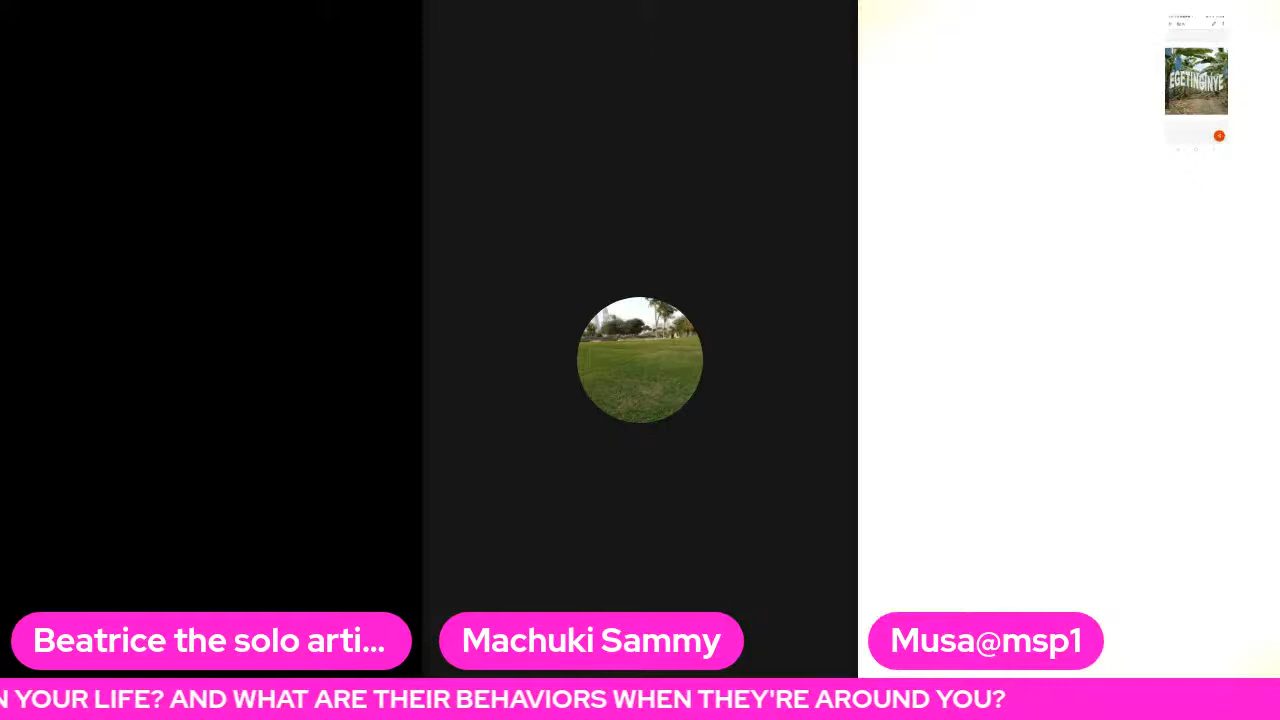 EGETINGINYE
Beatrice the solo arti...
Machuki Sammy
Musa@msp1
N YOUR LIFE? AND WHAT ARE THEIR BEHAVIORS WHEN THEY'RE AROUND YOU?